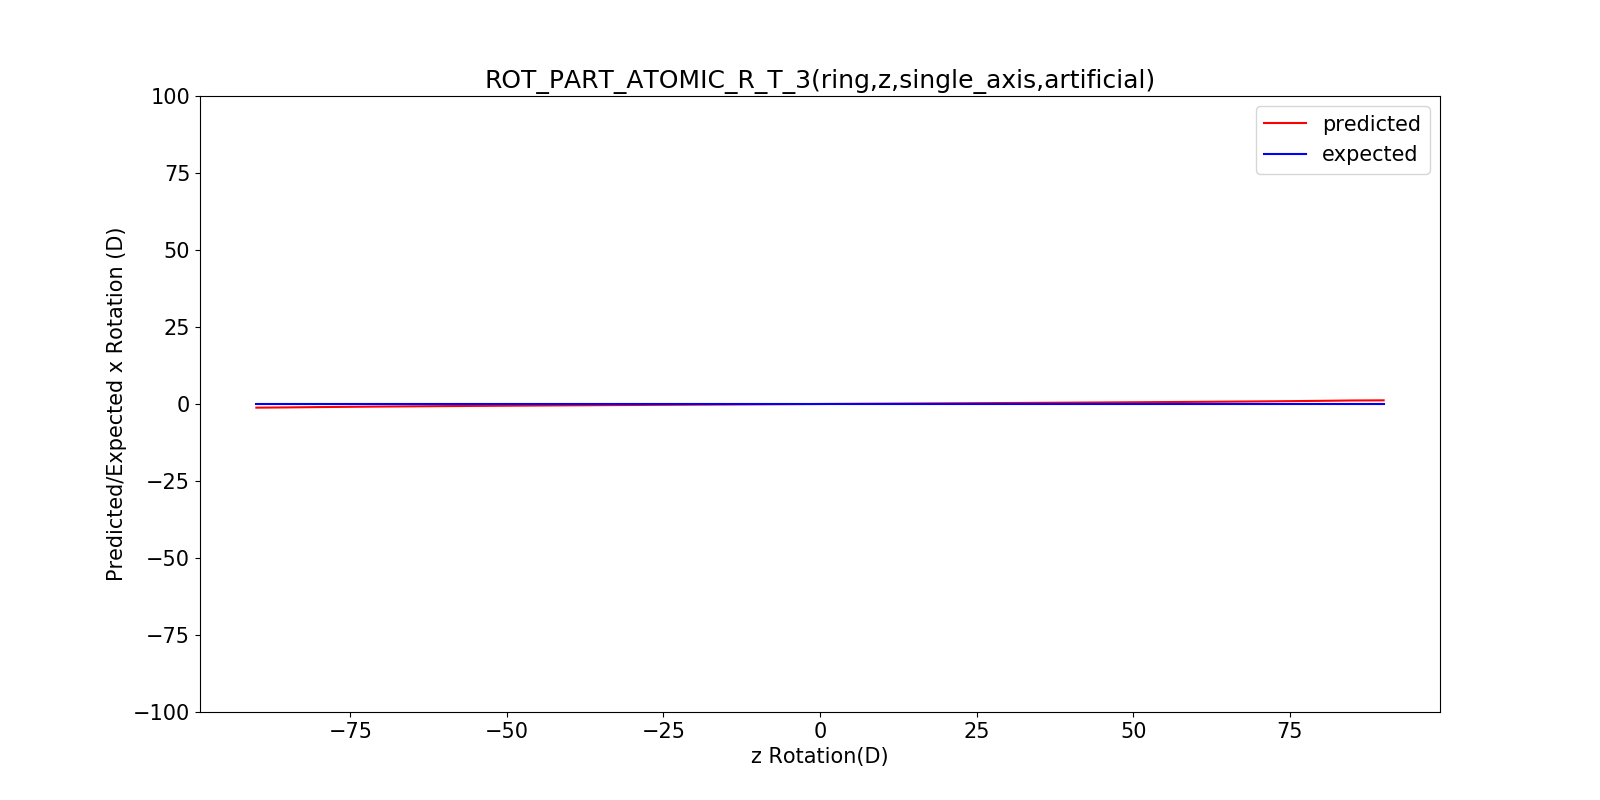 ROT_PART_ATOMIC_R_T_3(ring,z,single_axis,artificial)
100
75
50
25
0
−25
−50
−75
−100
Predicted/Expected x Rotation (D)
predicted
expected
−75 −50 −25 0 25 50 75
z Rotation(D)